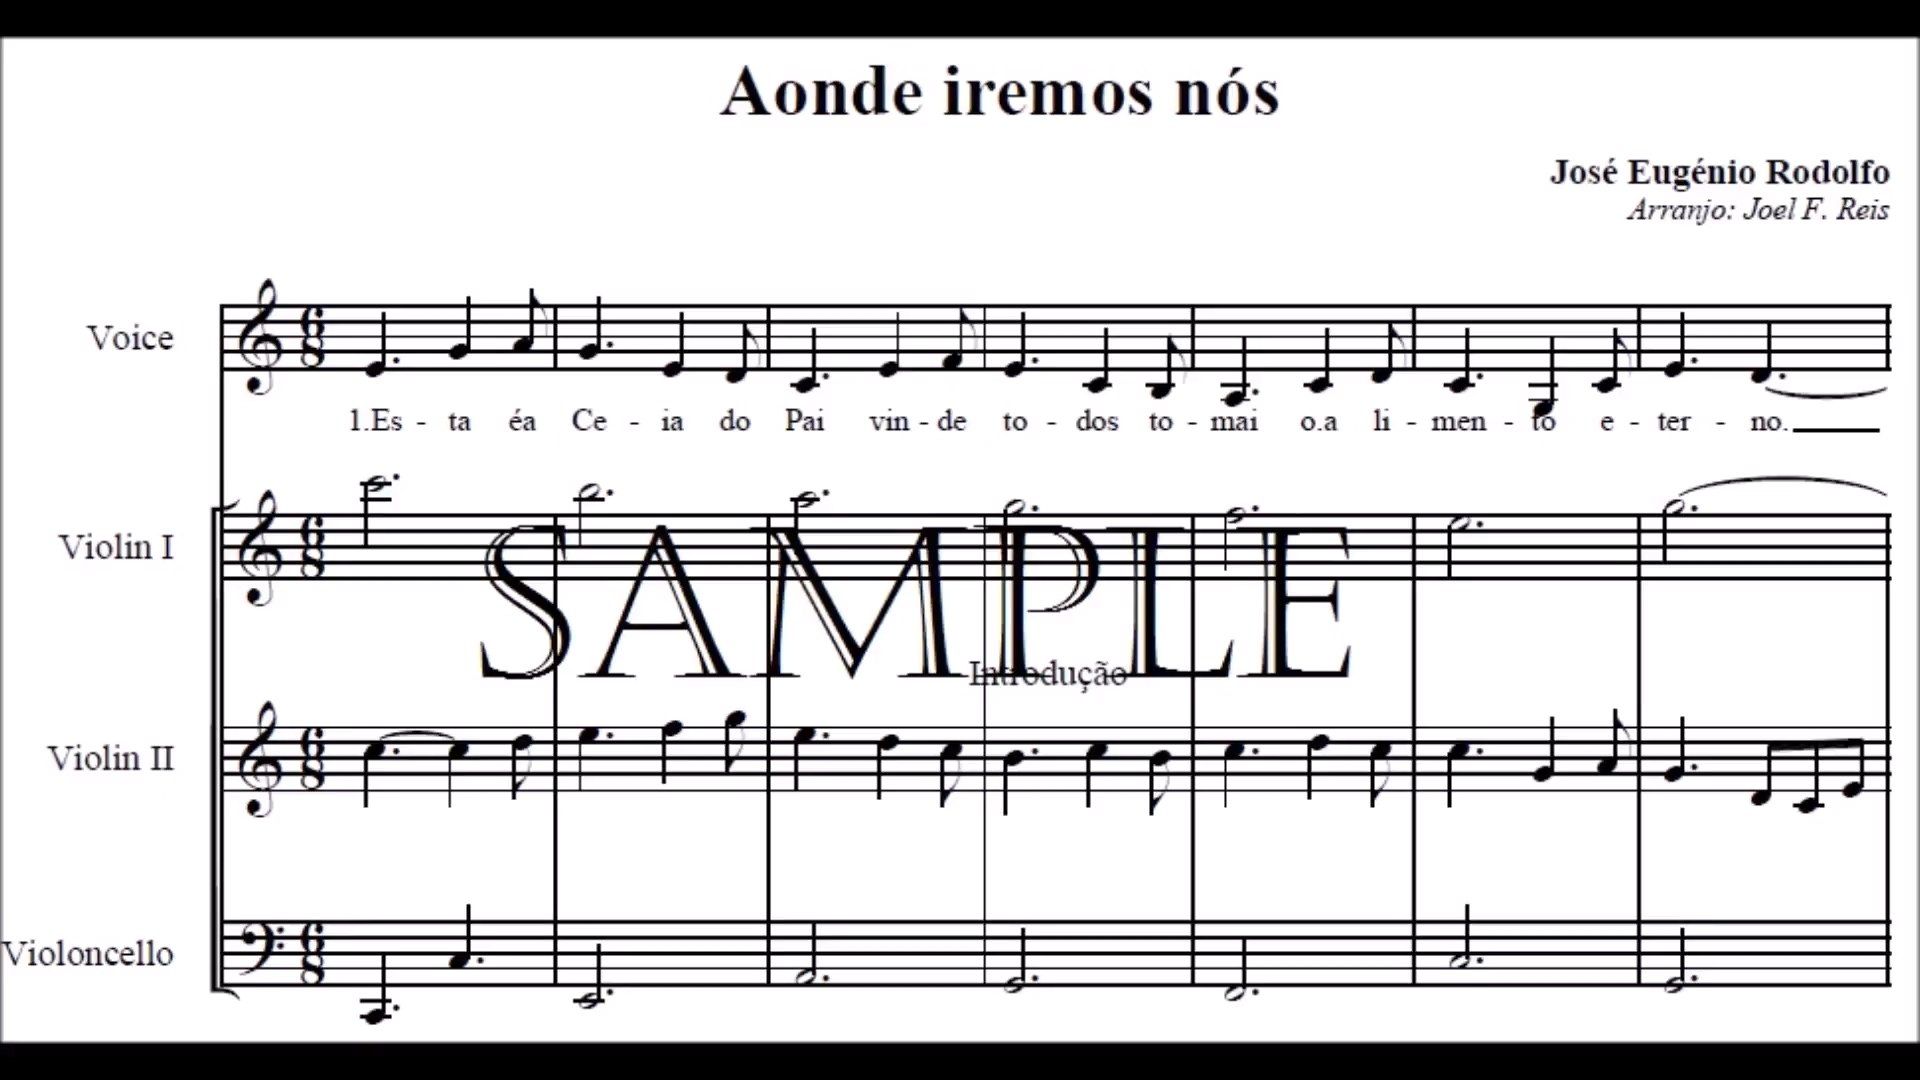 Aonde iremos nós
José Eugénio Rodolfo
Arranjo: Joel F. Reis
Voice
1.Es - ta éa Ce - ia do Pai vin - de to - dos to - mai o.a li - men - to e - ter - no.
Violin I
SAMPLE
Introdução
Violin II
Violoncello